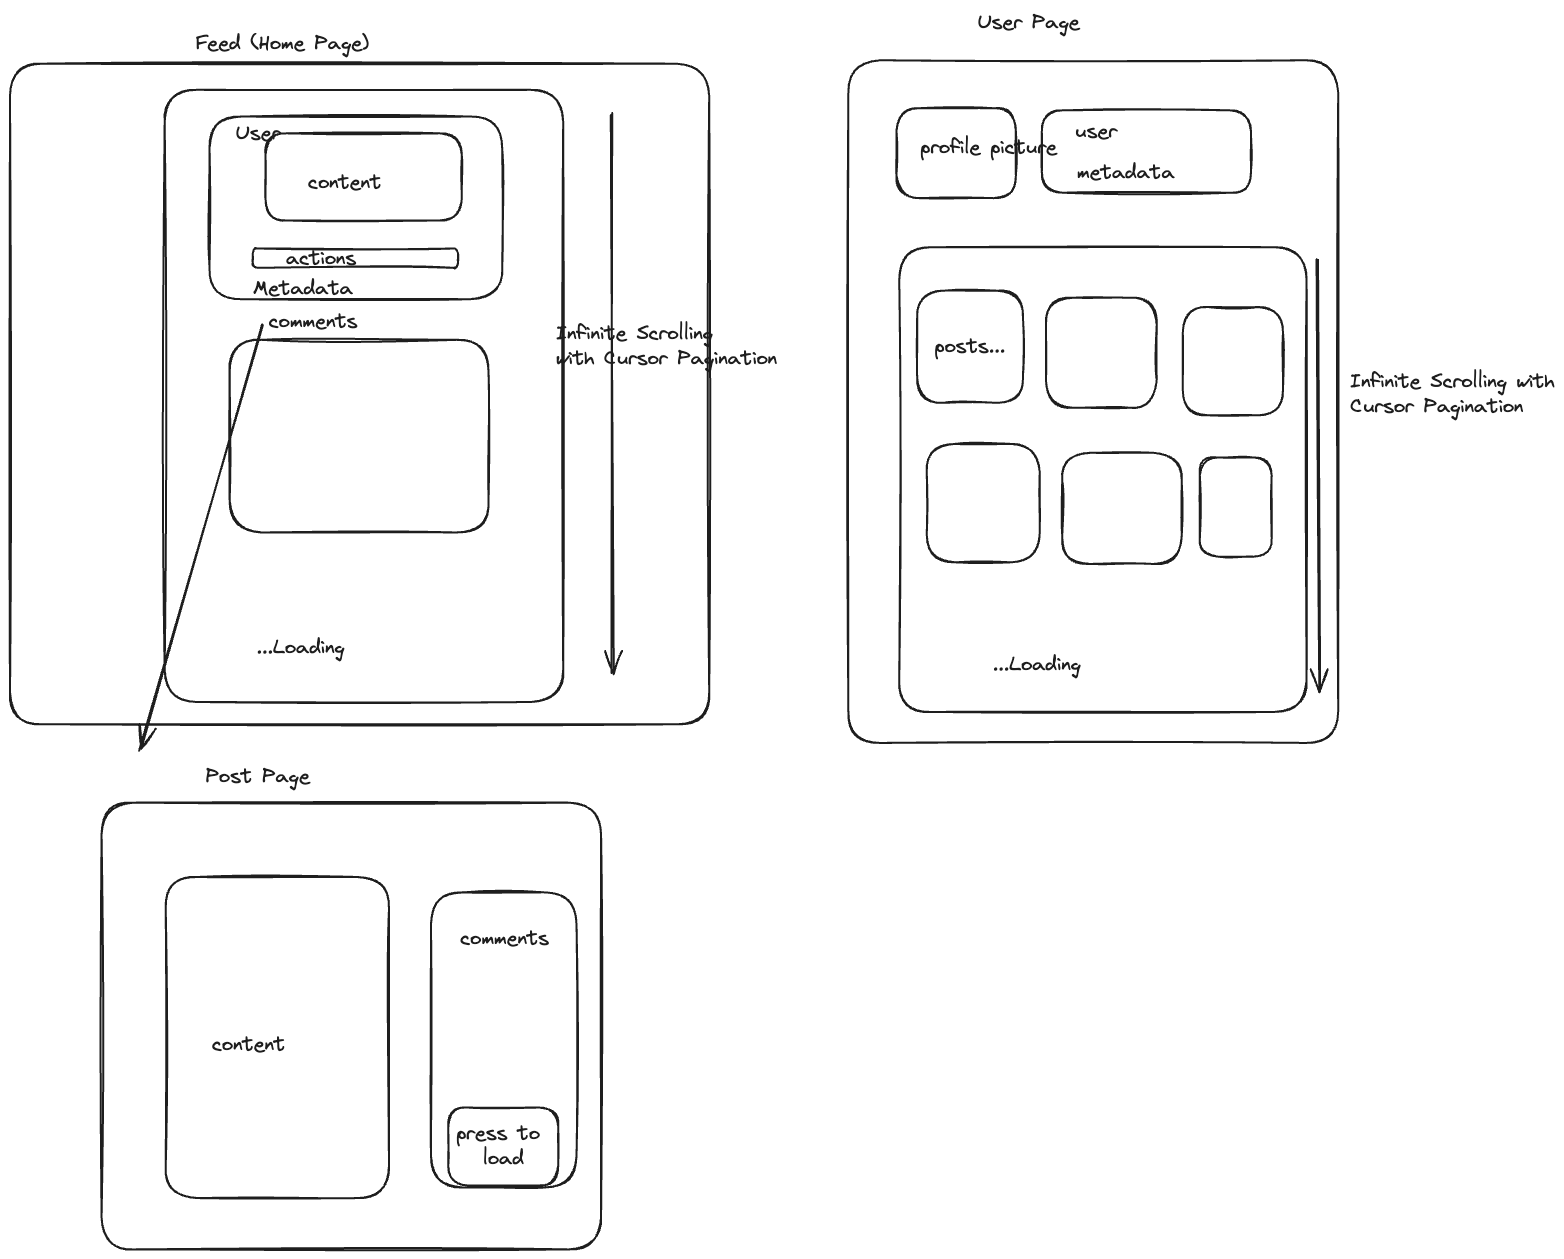 Feed (Home Page)
User
content
actions
Metadata
comments
Infinite Scrolling
with Cursor Pagination
...Loading
User Page
profile picture
user
metadata
posts...
Infinite Scrolling with
Cursor Pagination
...Loading
Post Page
content
comments
press to
load